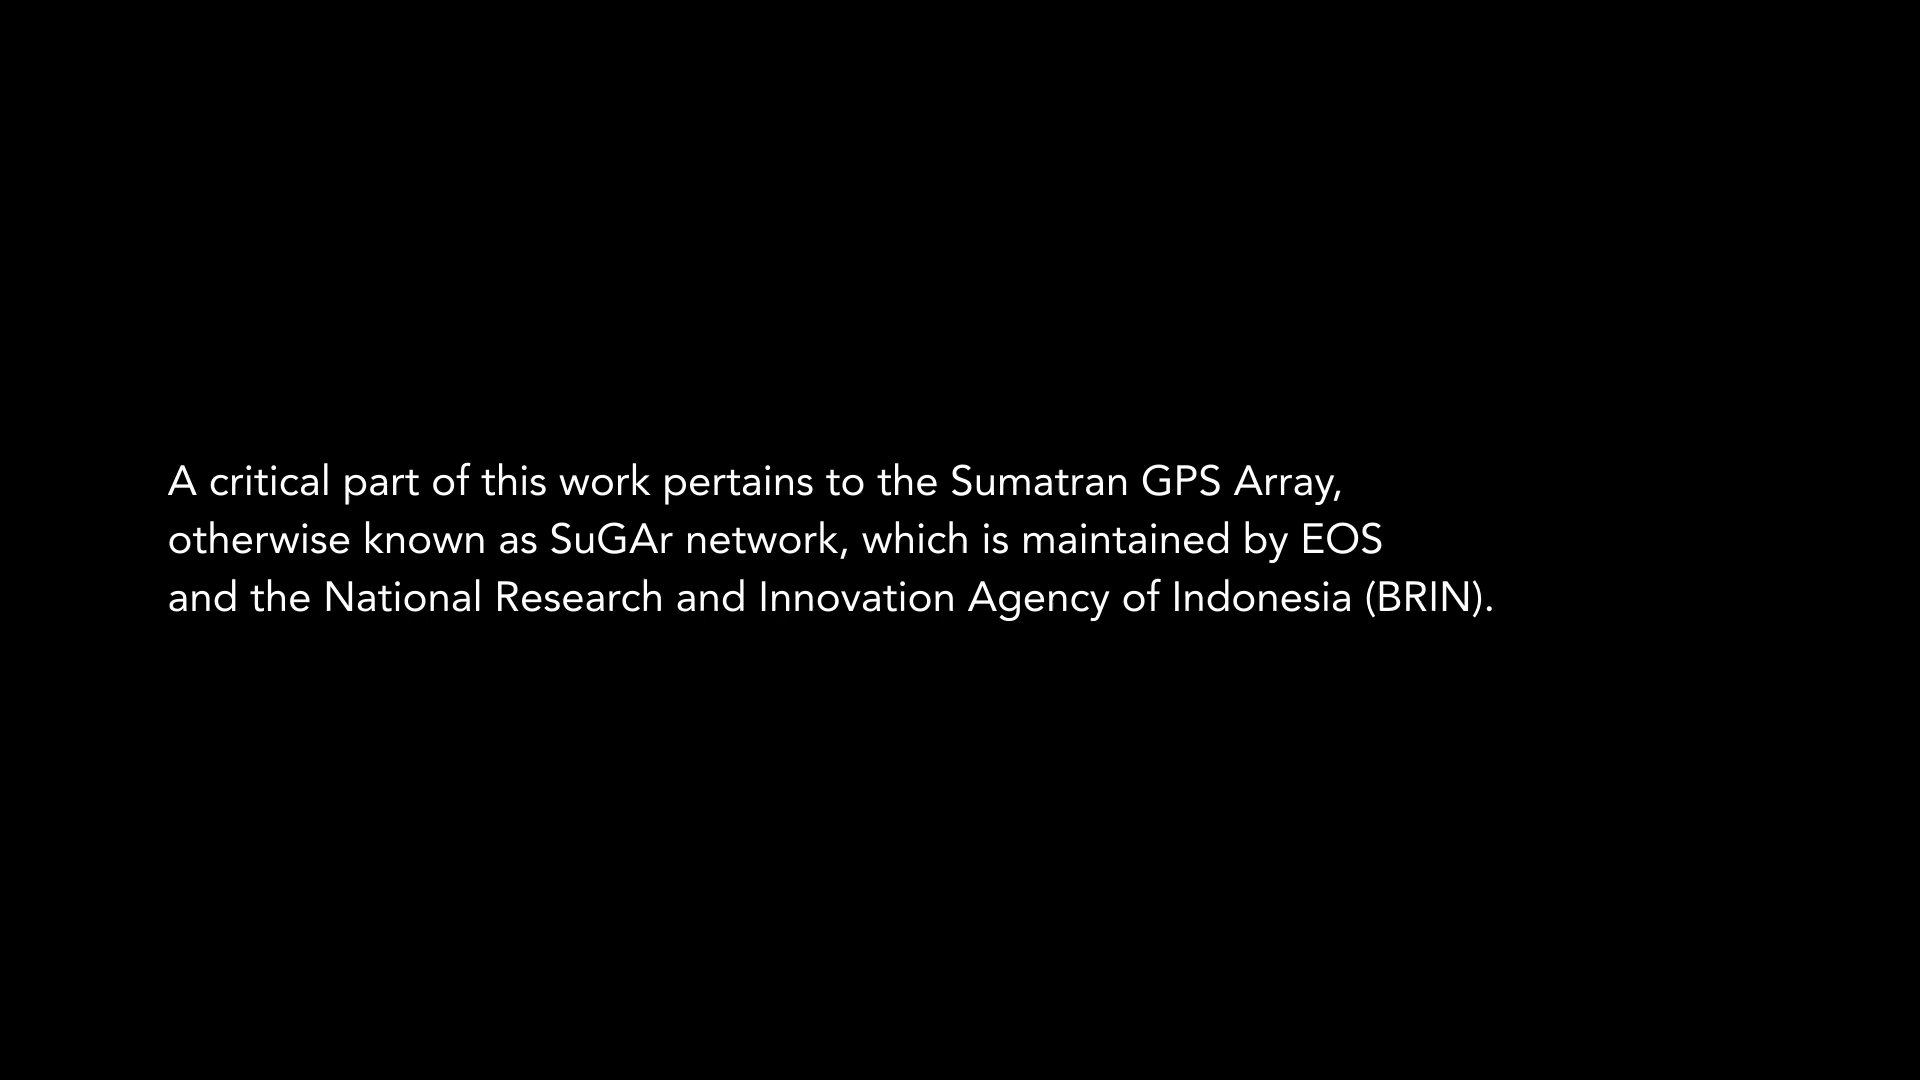 A critical part of this work pertains to the Sumatran GPS Array,
otherwise known as SuGAr network, which is maintained by EOS
and the National Research and Innovation Agency of Indonesia (BRIN).